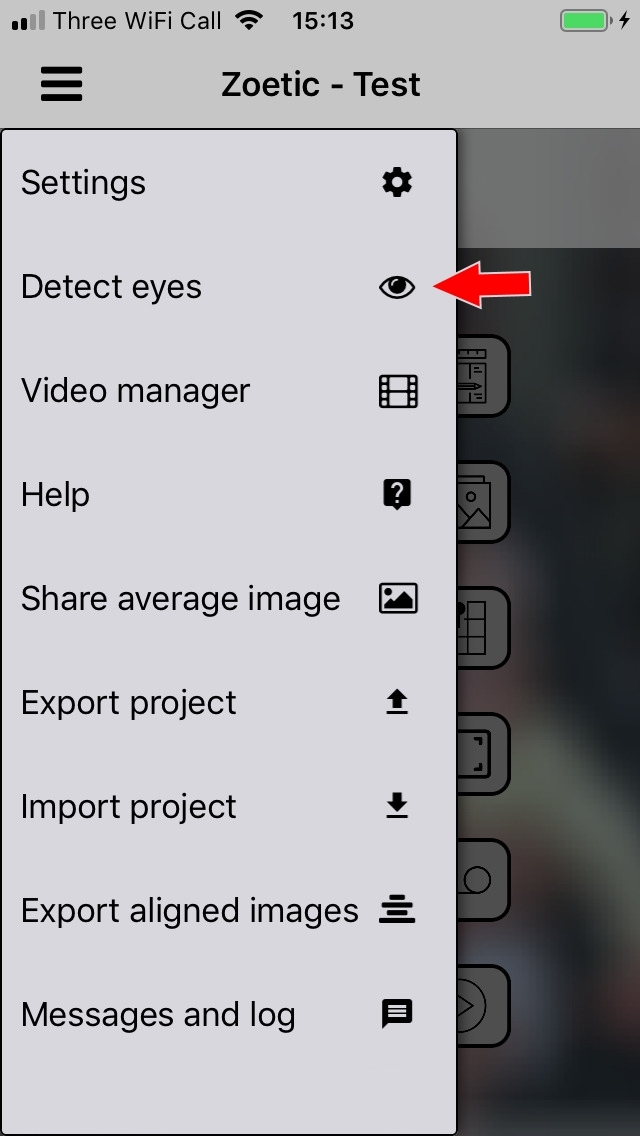 Three WiFi Call 15:13
Zoetic - Test
Settings
Detect eyes
Video manager
Help
Share average image
Export project
Import project
Export aligned images
Messages and log